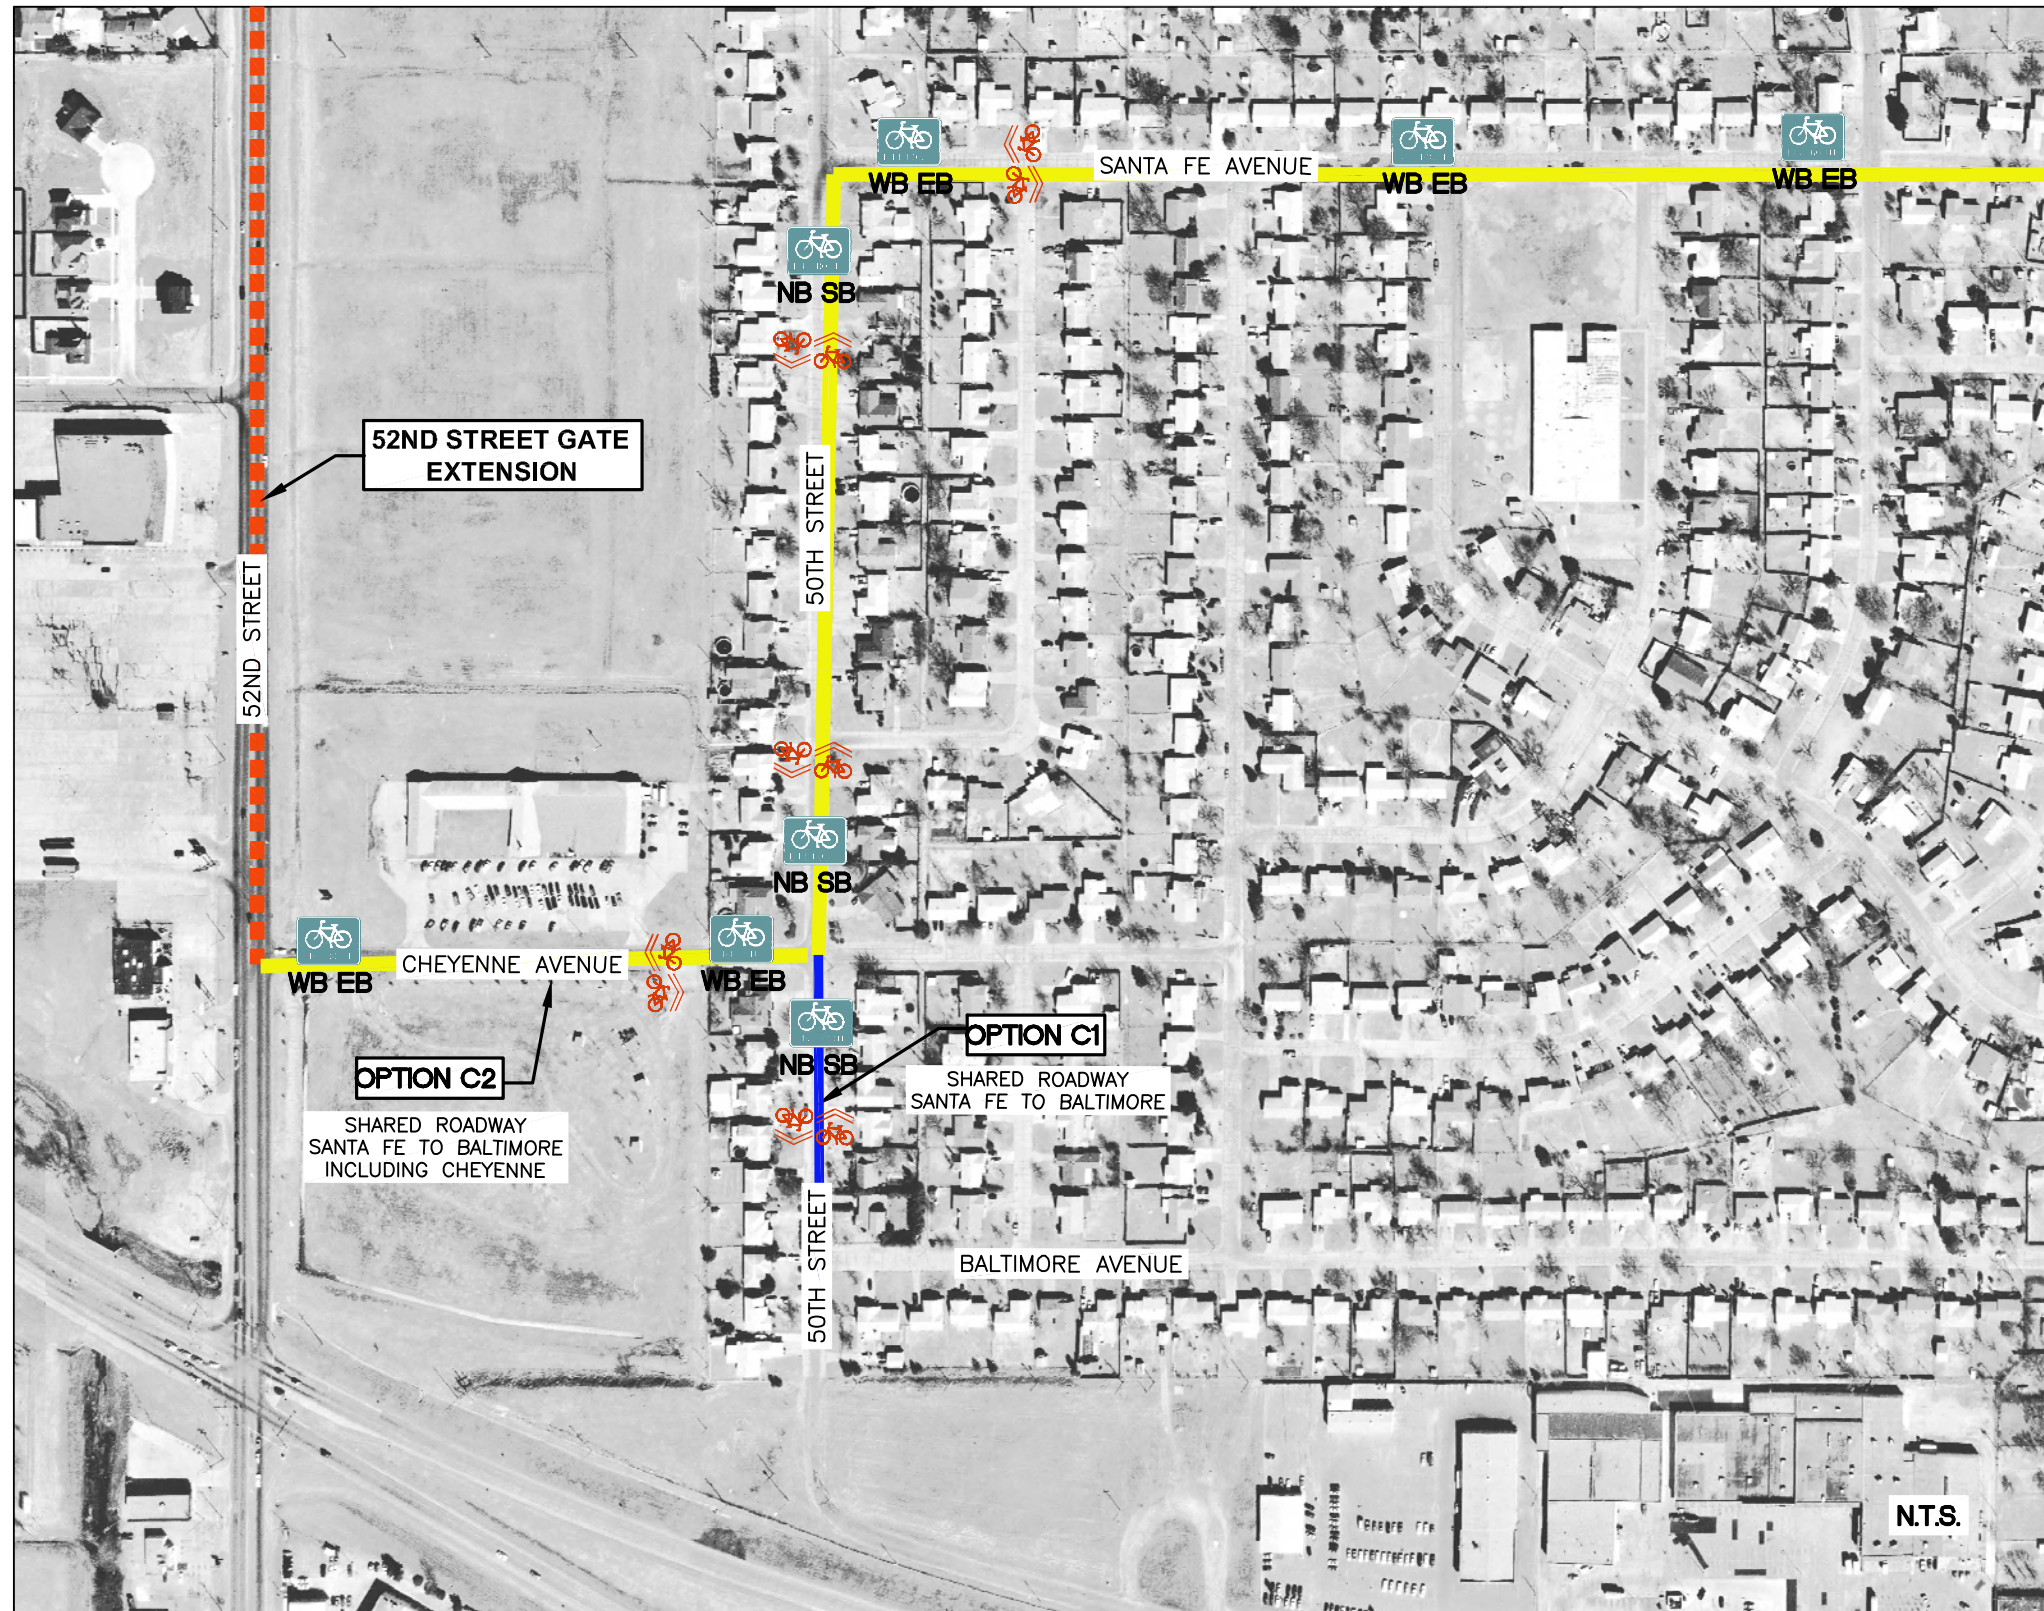 WB EB
SANTA FE AVENUE
WB EB
WB EB
NB SB
52ND STREET GATE
EXTENSION
50TH STREET
52ND STREET
NB SB
WB EB
CHEYENNE AVENUE
WB EB
OPTION C2
SHARED ROADWAY
SANTA FE TO BALTIMORE
INCLUDING CHEYENNE
NB SB
OPTION C1
SHARED ROADWAY
SANTA FE TO BALTIMORE
50TH STREET
BALTIMORE AVENUE
N.T.S.